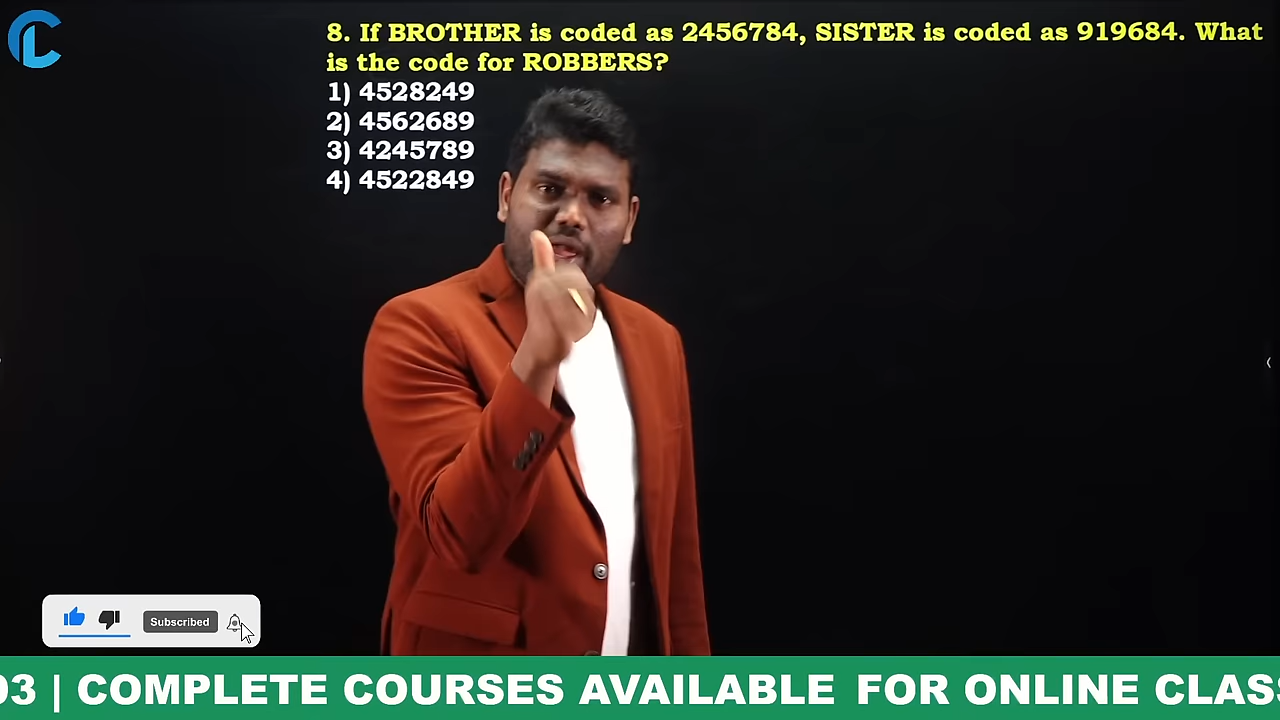 8. If BROTHER is coded as 2456784, SISTER is coded as 919684. What
is the code for ROBBERS?
1) 4528249
2) 4562689
3) 4245789
4) 4522849
Subscribed
03 | COMPLETE COURSES AVAILABLE FOR ONLINE CLASS